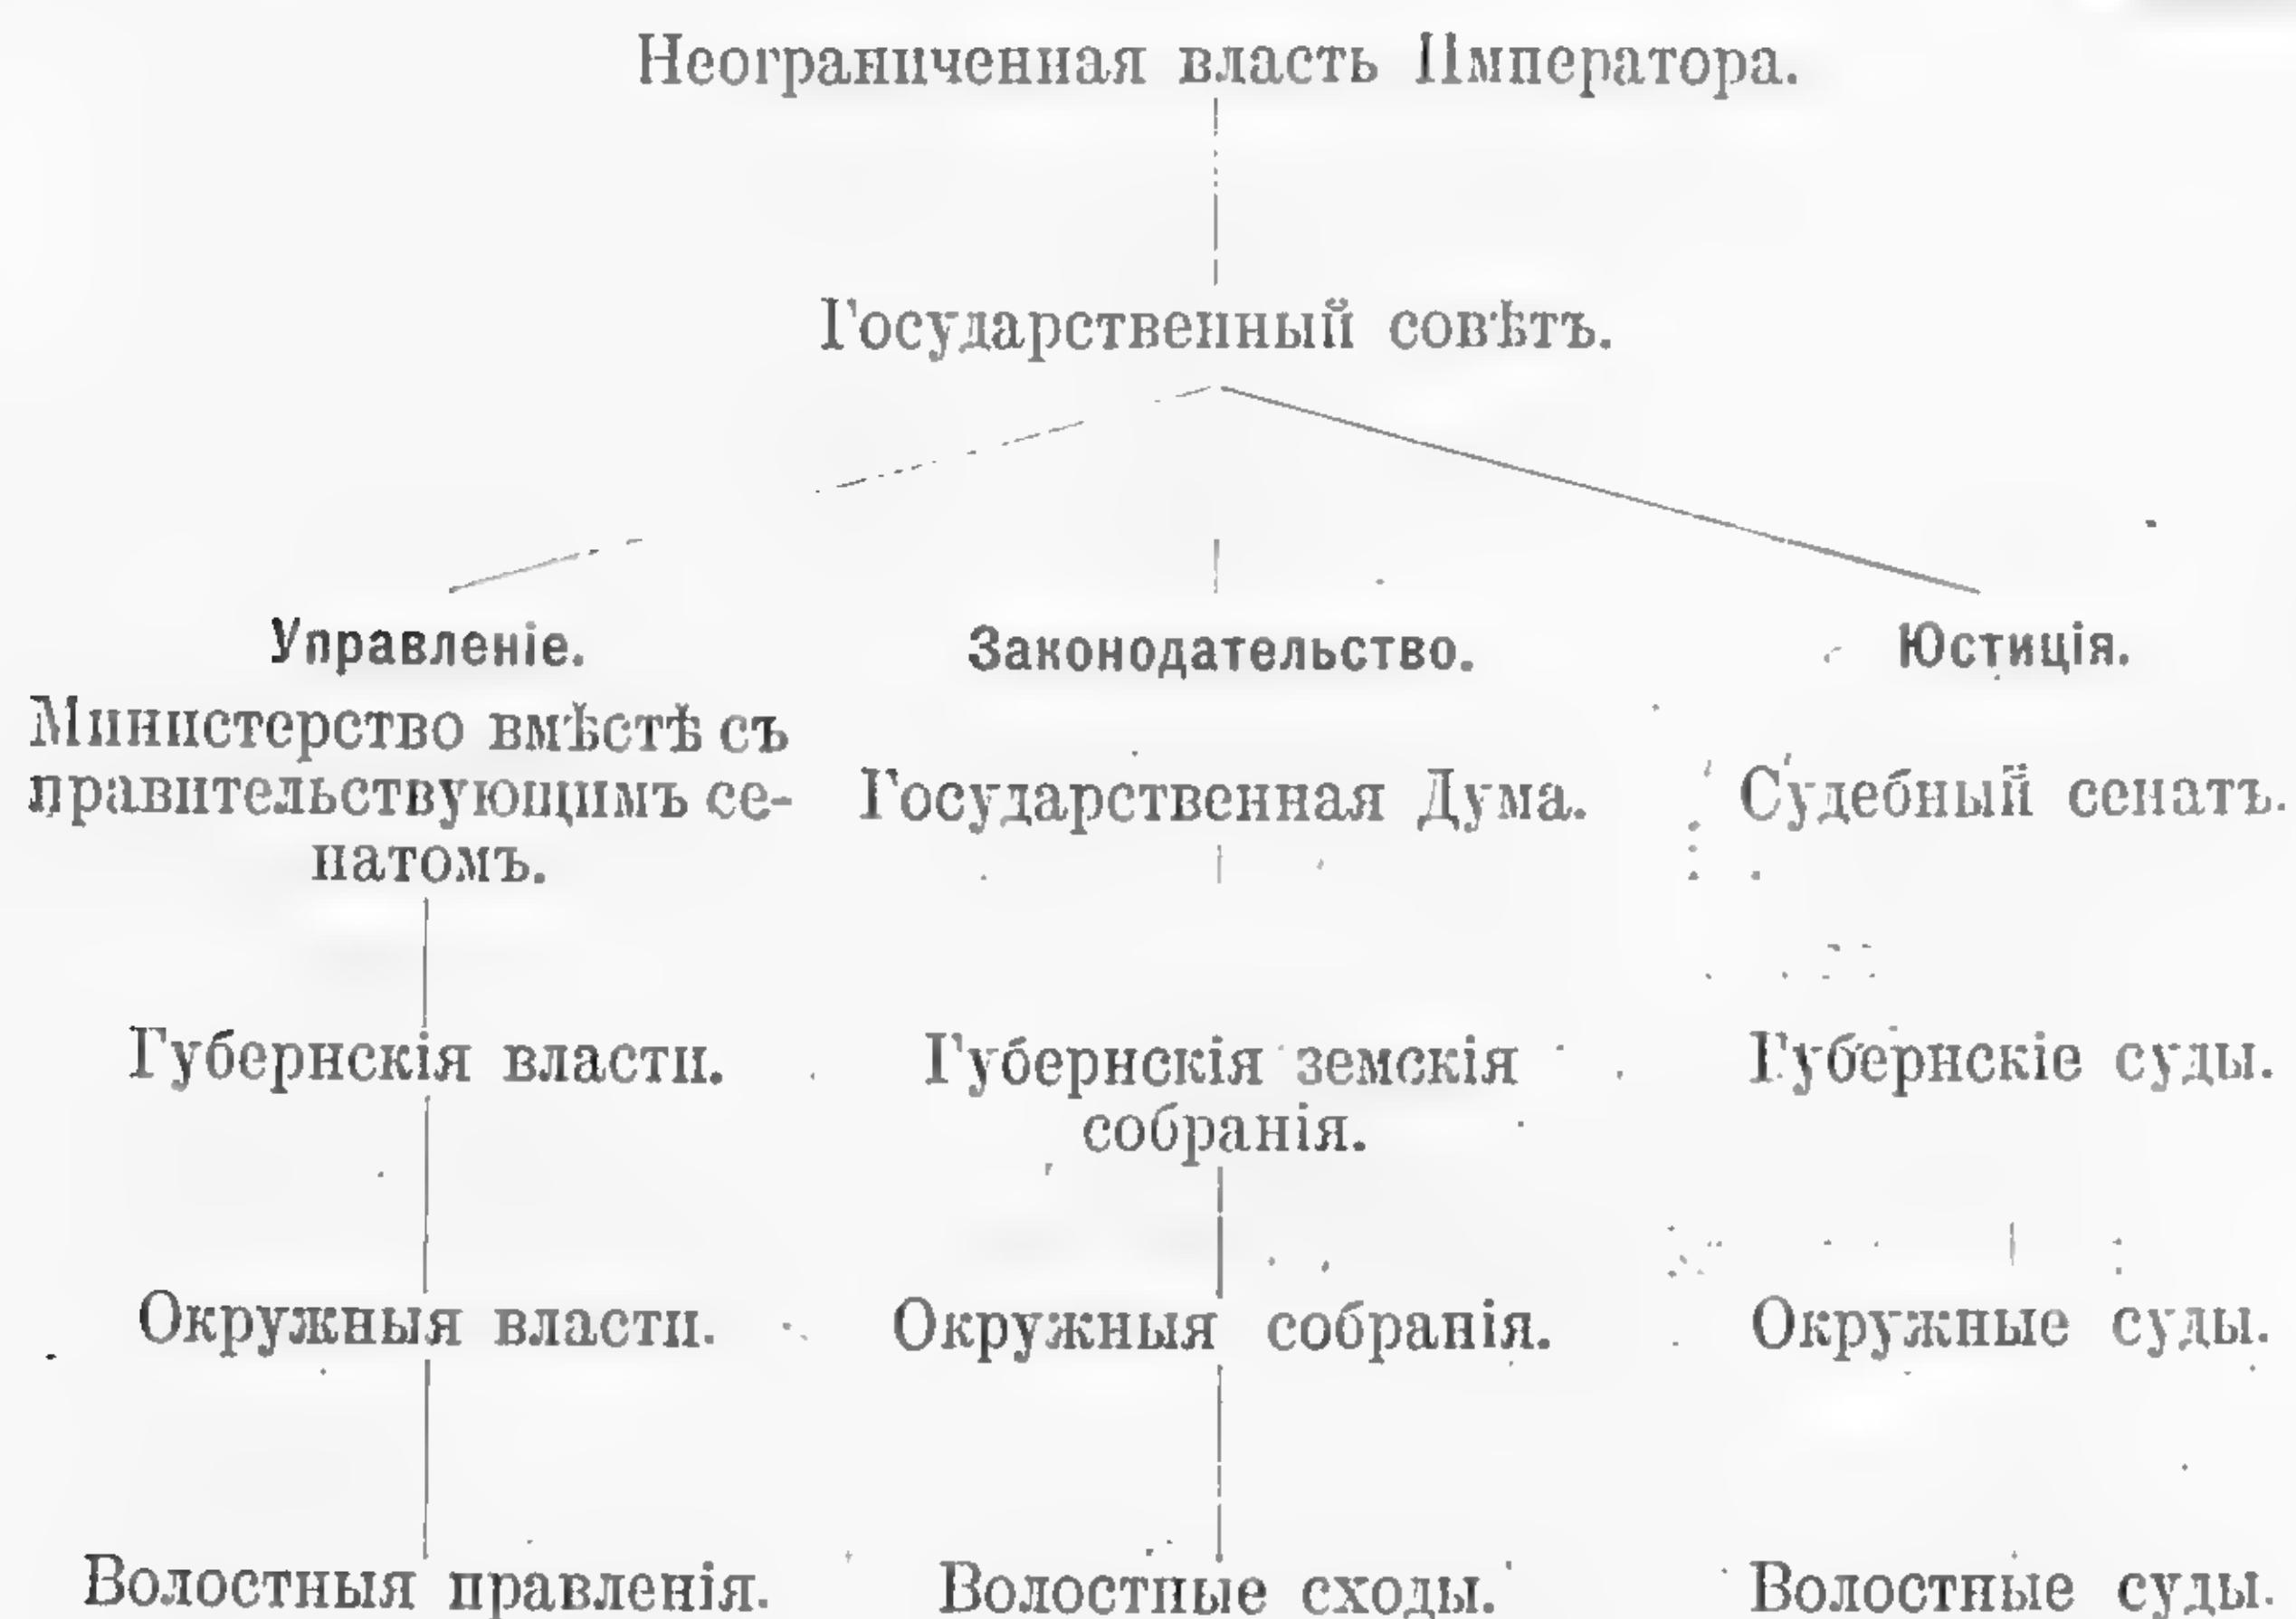 Неограниченная власть Императора.
Государственный совѣтъ.
Управленіе.
Законодательство.
Юстиція.
Министерство вмѣстѣ съ
правительствующимъ се-
натомъ.
Государственная Дума.
Судебный сенатъ.
Губернскія власти.
Губернскія земскія
собранія.
Губернскіе суды.
Окружныя власти.
Окружныя собранія.
Окружные суды.
Волостныя правленія.
Волостные сходы.
Волостные суды.